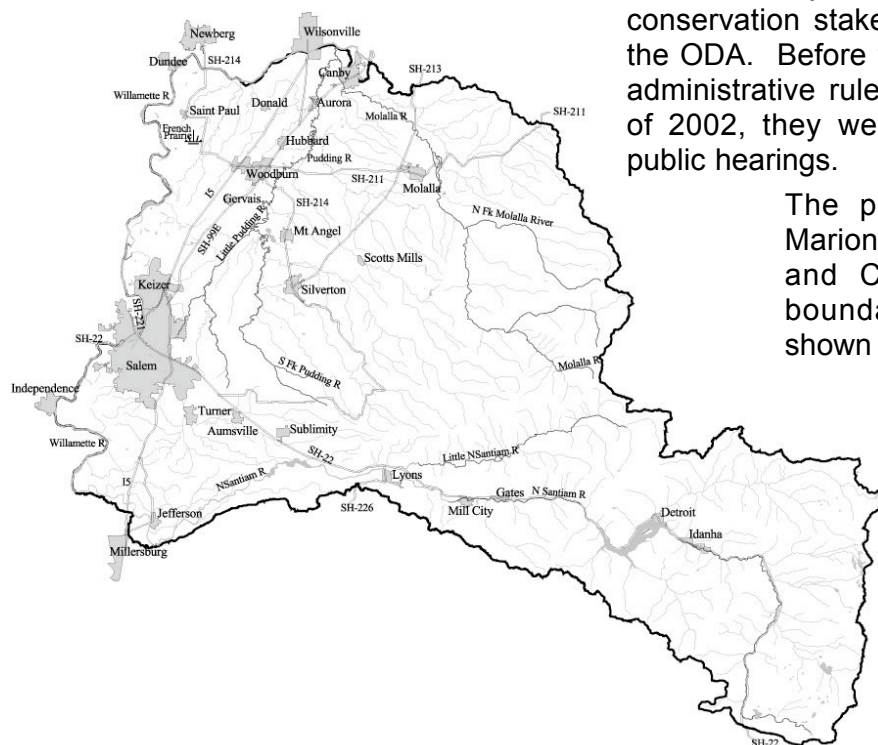 conservation stake
the ODA. Before
administrative rule
of 2002, they we
public hearings.
The p
Marion
and C
bounda
shown
Newberg
Wilsonville
SH-214
Dundee
Canby
SH-213
Willamette R
Saint Paul
Donald
Aurora
Molalla R
SH-211
French
Prairie
Hubbard
Pudding R
Woodburn
SH-211
Molalla
I5
Gervais
SH-214
N Fk Molalla River
SH-99E
Little Pudding R
Mt Angel
Scotts Mills
Keizer
Silverton
SH-221
SH-22
Salem
S Fk Pudding R
Molalla R
Independence
Turner
Aumsville
Sublimity
Willamette R
SH-22
Little NSantiam R
I5
NSantiam R
Lyons
Gates
N Santiam R
Jefferson
SH-226
Mill City
Detroit
Idanha
Millersburg
SH-22